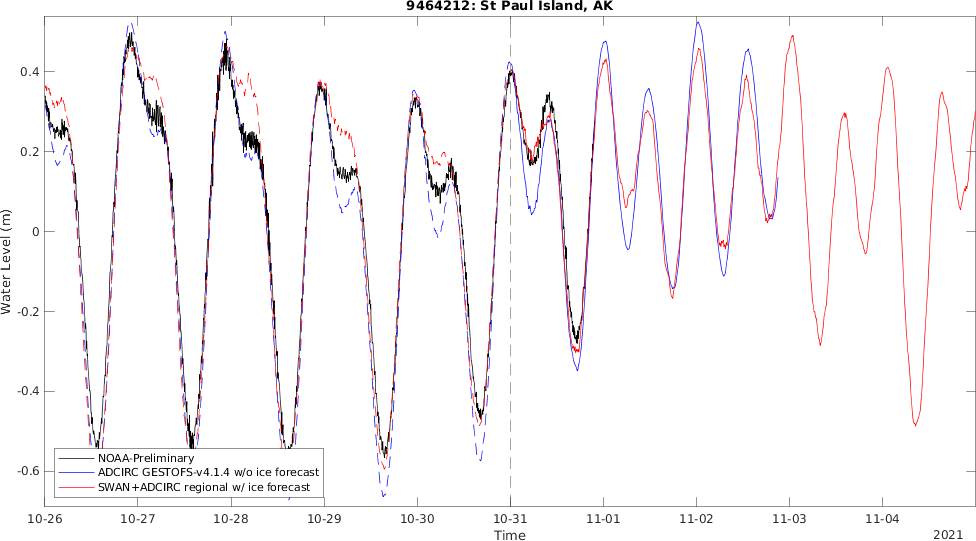 9464212: St Paul Island, AK
Water Level (m)
0.4
0.2
0
-0.2
-0.4
-0.6
NOAA-Preliminary
ADCIRC GESTOFS-v4.1.4 w/o ice forecast
SWAN+ADCIRC regional w/ ice forecast
10-26 10-27 10-28 10-29 10-30 10-31 11-01 11-02 11-03 11-04
Time
2021